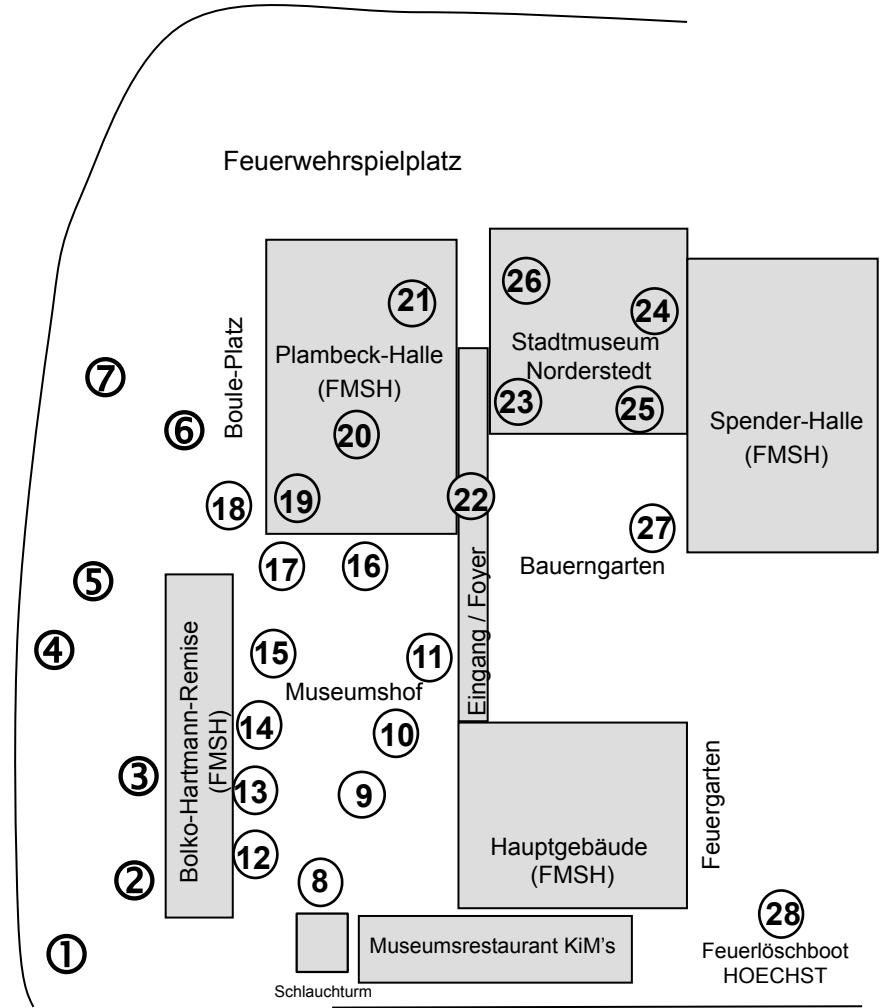 Feuerwehrspielplatz
26
21
24
Stadtmuseum
Norderstedt
Plambeck-Halle
(FMSH)
Boule-Platz
7
23
25
6
20
Spender-Halle
(FMSH)
18
19
22
27
17
16
Bauerngarten
5
4
15
11
Eingang / Foyer
Museumshof
14
10
Bolko-Hartmann-Remise
(FMSH)
3
13
9
Feuergarten
12
Hauptgebäude
(FMSH)
2
8
28
Museumsrestaurant KiM's
Feuerlöschboot
HOECHST
1
Schlauchturm